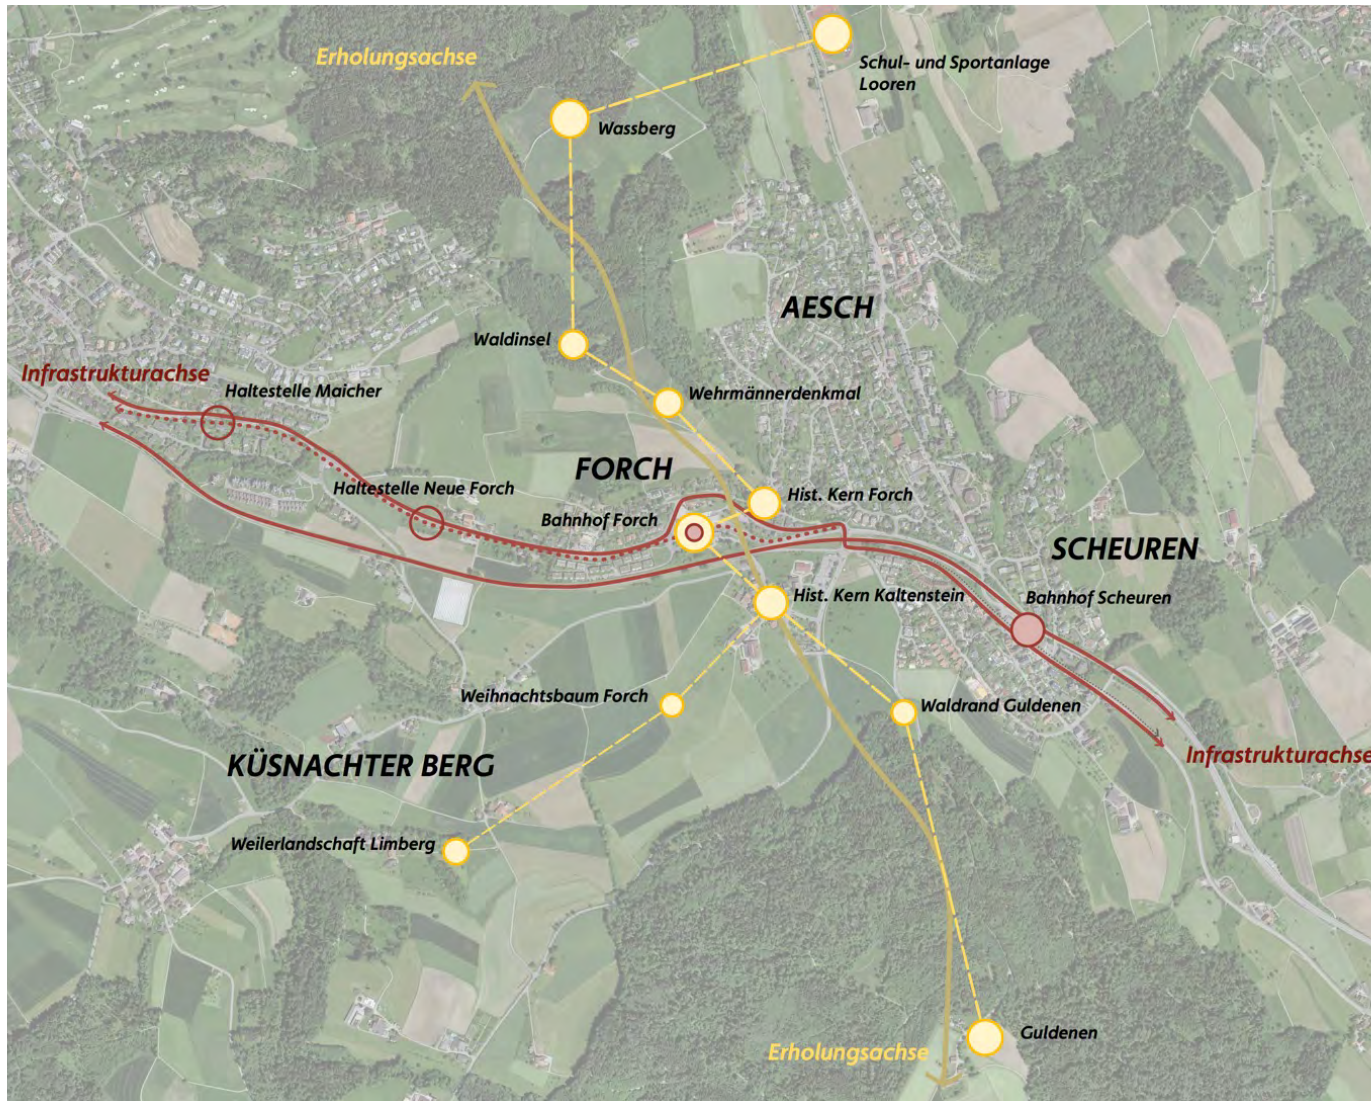 Erholungsachse
Schul- und Sportanlage
Looren
Wassberg
AESCH
Waldinsel
Infrastrukturachse
Haltestelle Maicher
Wehrmännerdenkmal
FORCH
Haltestelle Neue Forch
Hist. Kern Forch
Bahnhof Forch
SCHEUREN
Hist. Kern Kaltenstein
Bahnhof Scheuren
Weihnachtsbaum Forch
Waldrand Guldenen
KÜSNACHTER BERG
Infrastrukturachse
Weilerlandschaft Limberg
Guldenen
Erholungsachse